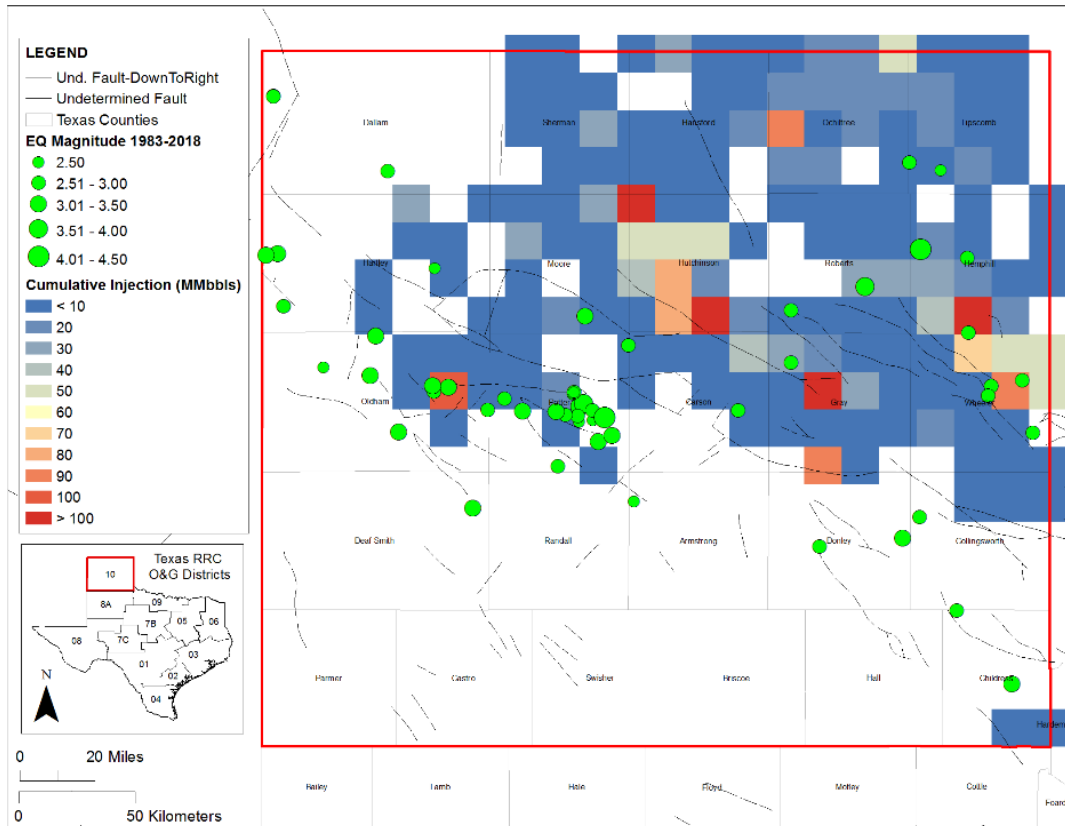 LEGEND
Und. Fault-DownToRight
Undetermined Fault
Texas Counties
EQ Magnitude 1983-2018
2.50
2.51 - 3.00
3.01 - 3.50
3.51 - 4.00
4.01 - 4.50
Cumulative Injection (MMbbls)
< 10
20
30
40
50
60
70
80
90
100
> 100
Texas RRC
O&G Districts
10
8A
09
08
7C
7B
05
06
01
03
02
04
N
0 20 Miles
0 50 Kilometers
Dallam
Sherman
Hansford
Ochiltree
Lipscomb
Hartley
Moore
Hutchinson
Roberts
Hemphill
Oldham
Carson
Gray
Wheeler
Deaf Smith
Randall
Armstrong
Donley
Collingsworth
Parmer
Castro
Swisher
Briscoe
Hall
Childress
Bailey
Lamb
Hale
Floyd
Motley
Cottle